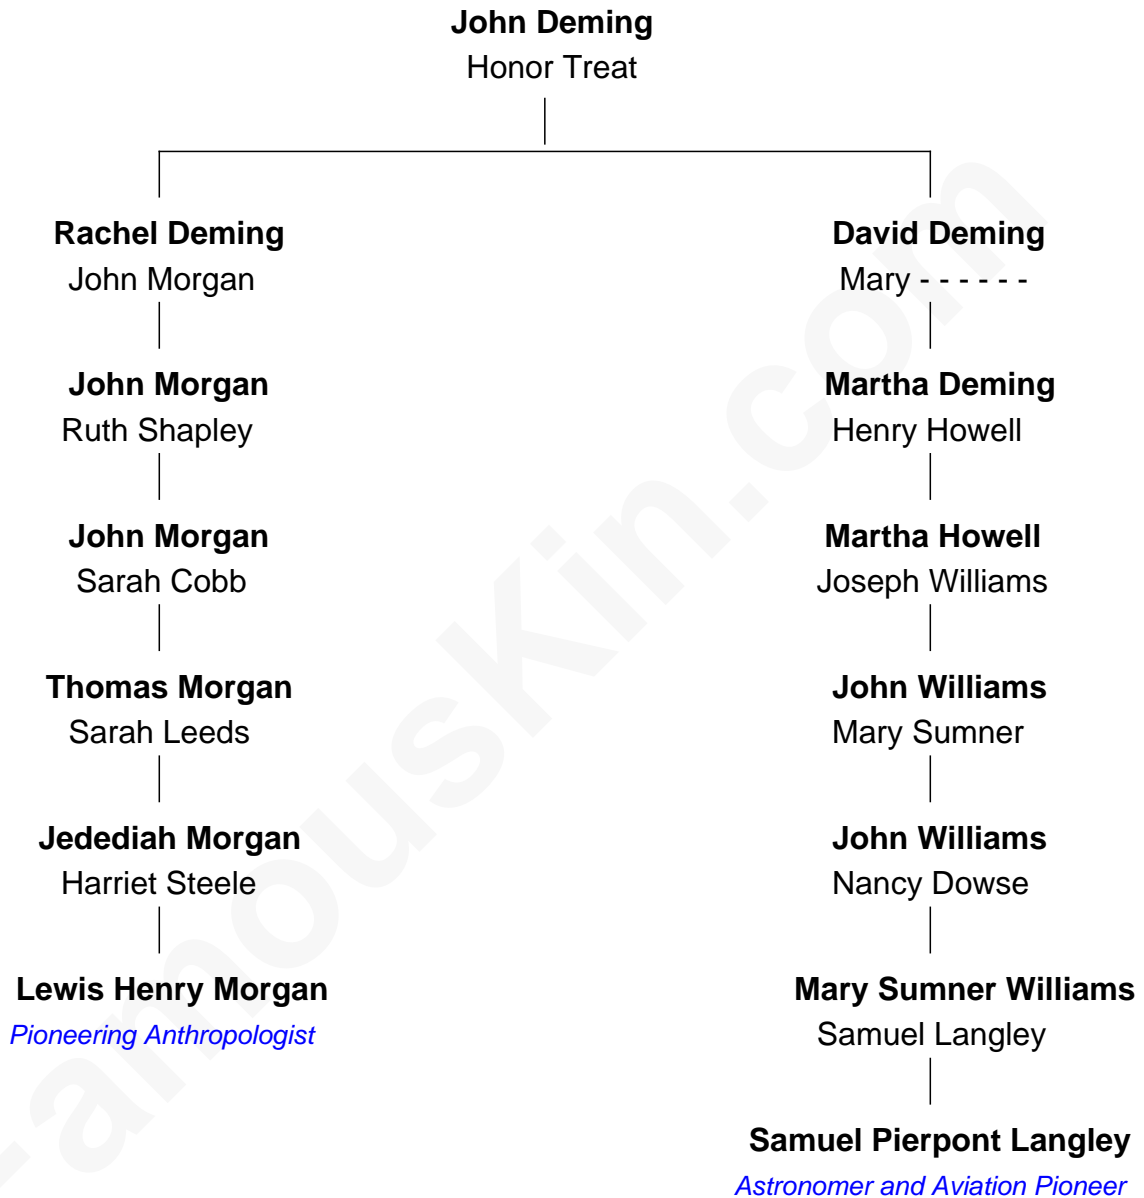 John Deming
Honor Treat
Rachel Deming
John Morgan
David Deming
Mary - - - - - -
John Morgan
Ruth Shapley
Martha Deming
Henry Howell
John Morgan
Sarah Cobb
Martha Howell
Joseph Williams
Thomas Morgan
Sarah Leeds
John Williams
Mary Sumner
Jedediah Morgan
Harriet Steele
John Williams
Nancy Dowse
Lewis Henry Morgan
Pioneering Anthropologist
Mary Sumner Williams
Samuel Langley
Samuel Pierpont Langley
Astronomer and Aviation Pioneer
FamousKin.com